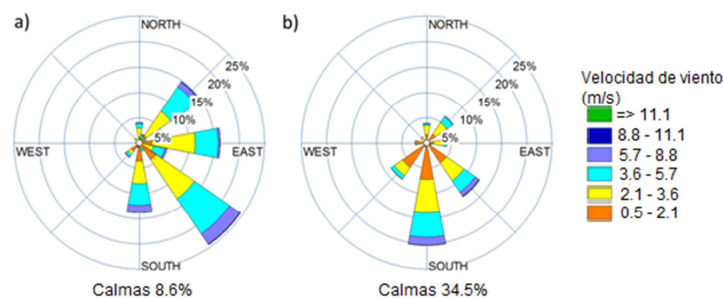 a)
NORTH
25%
20%
15%
10%
5%
WEST
EAST
SOUTH
Calmas 8.6%
b)
NORTH
25%
20%
15%
10%
5%
WEST
EAST
SOUTH
Calmas 34.5%
Velocidad de viento
(m/s)
=> 11.1
8.8 - 11.1
5.7 - 8.8
3.6 - 5.7
2.1 - 3.6
0.5 - 2.1